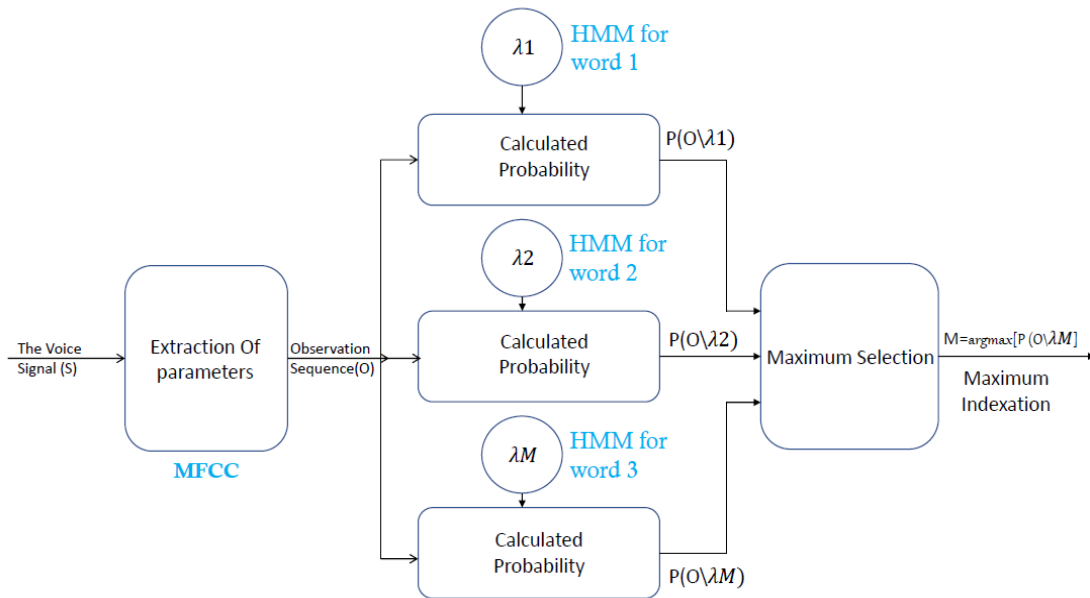 λ1
HMM for
word 1
Calculated
Probability
P(O\λ1)
λ2
HMM for
word 2
The Voice
Signal (S)
Extraction Of
parameters
MFCC
Observation
Sequence(O)
Calculated
Probability
P(O\λ2)
Maximum Selection
M=argmax[P(O\λM]
Maximum
Indexation
λM
HMM for
word 3
Calculated
Probability
P(O\λM)